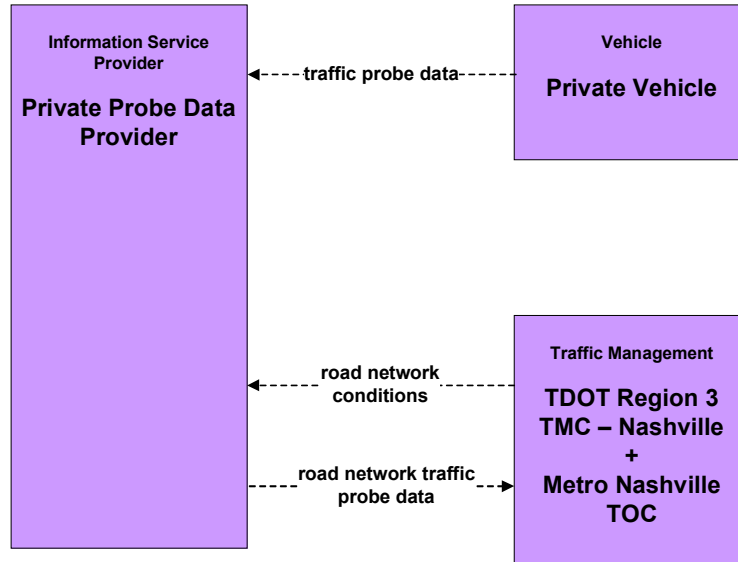 Information Service
Provider
Private Probe Data
Provider
traffic probe data
Vehicle
Private Vehicle
road network
conditions
road network traffic
probe data
Traffic Management
TDOT Region 3
TMC – Nashville
+
Metro Nashville
TOC